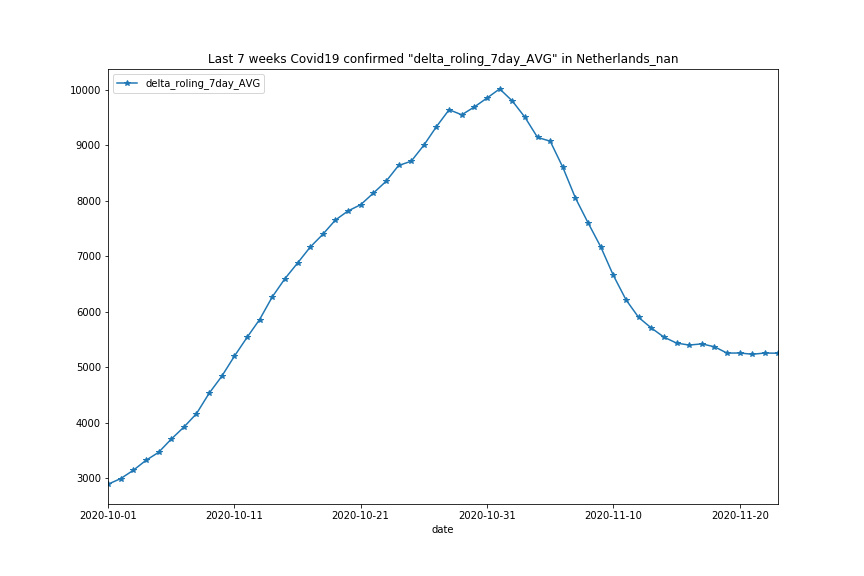 Last 7 weeks Covid19 confirmed "delta_roling_7day_AVG" in Netherlands_nan
delta_roling_7day_AVG
10000
9000
8000
7000
6000
5000
4000
3000
2020-10-01 2020-10-11 2020-10-21 2020-10-31 2020-11-10 2020-11-20
date